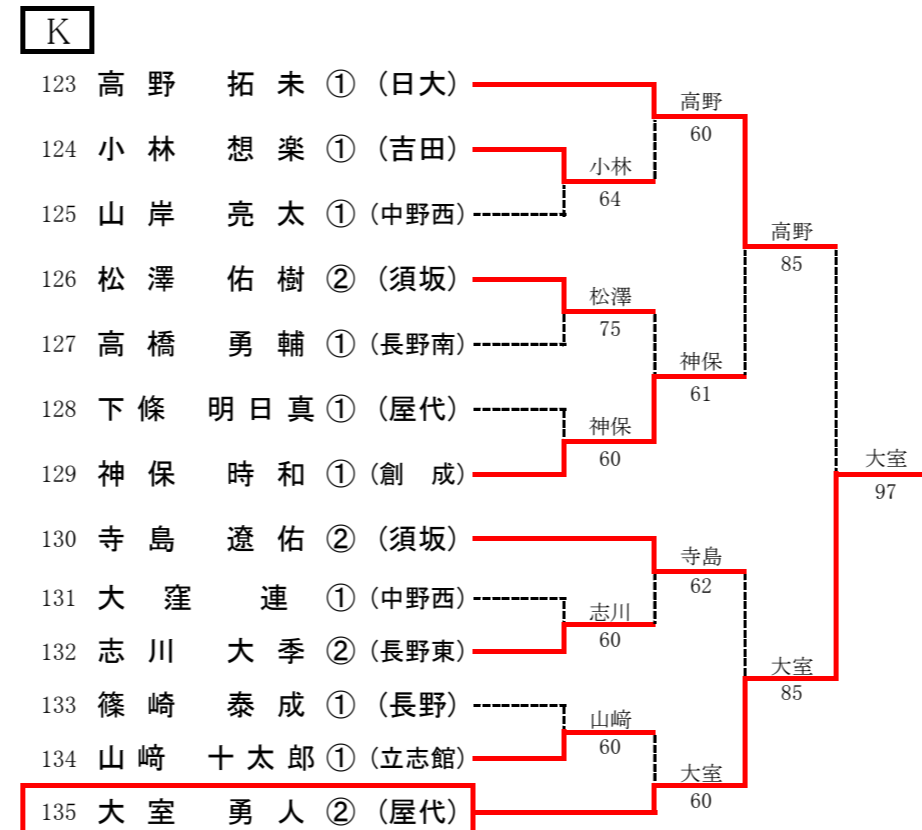 K
123 高野 拓未 ① (日大)
124 小林 想楽 ① (吉田)
125 山岸 亮太 ① (中野西)
126 松澤 佑樹 ② (須坂)
127 高橋 勇輔 ① (長野南)
128 下條 明日真 ① (屋代)
129 神保 時和 ① (創 成)
130 寺島 遼佑 ② (須坂)
131 大窪 連 ① (中野西)
132 志川 大季 ② (長野東)
133 篠崎 泰成 ① (長野)
134 山﨑 十太郎 ① (立志館)
135 大室 勇人 ② (屋代)
小林
64
松澤
75
神保
60
志川
60
山﨑
60
高野
60
神保
61
寺島
62
大室
60
高野
85
大室
85
大室
97